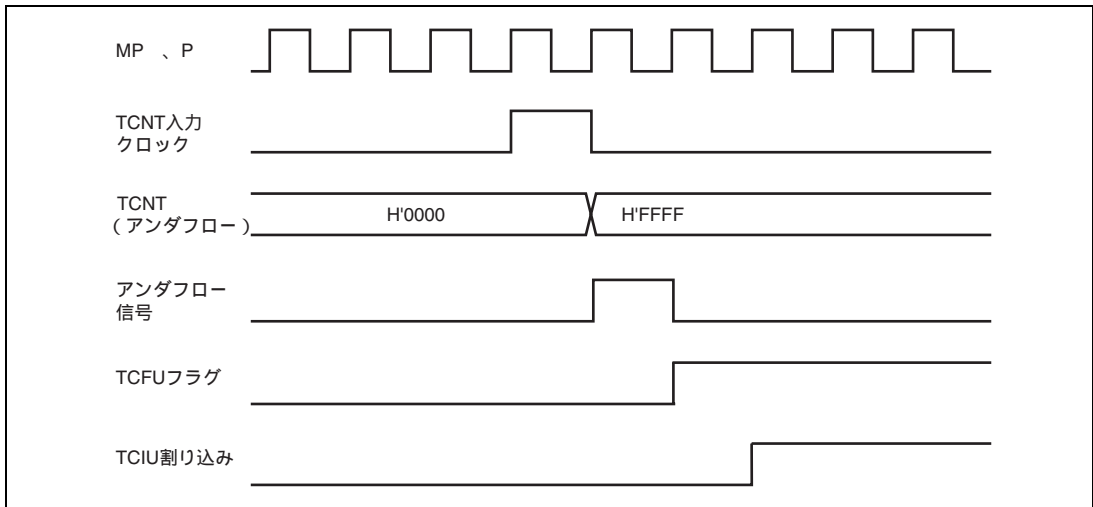 MP 、P
TCNT入力
クロック
TCNT
(アンダフロー)
H'0000
H'FFFF
アンダフロー
信号
TCFUフラグ
TCIU割り込み